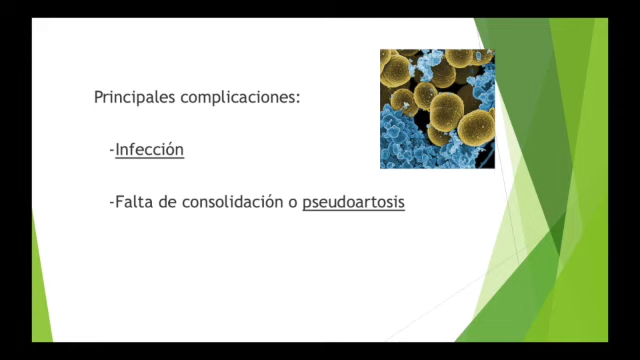 Principales complicaciones:
-Infección
-Falta de consolidación o pseudoartosis